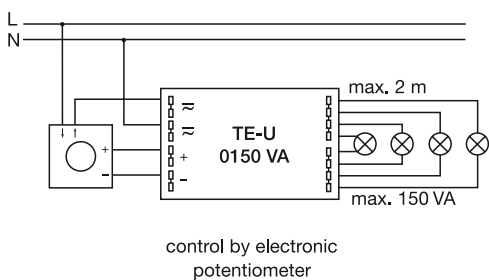 L
N
max. 2 m
≂
≂
TE-U
0150 VA
+
+
–
–
max. 150 VA
control by electronic
potentiometer